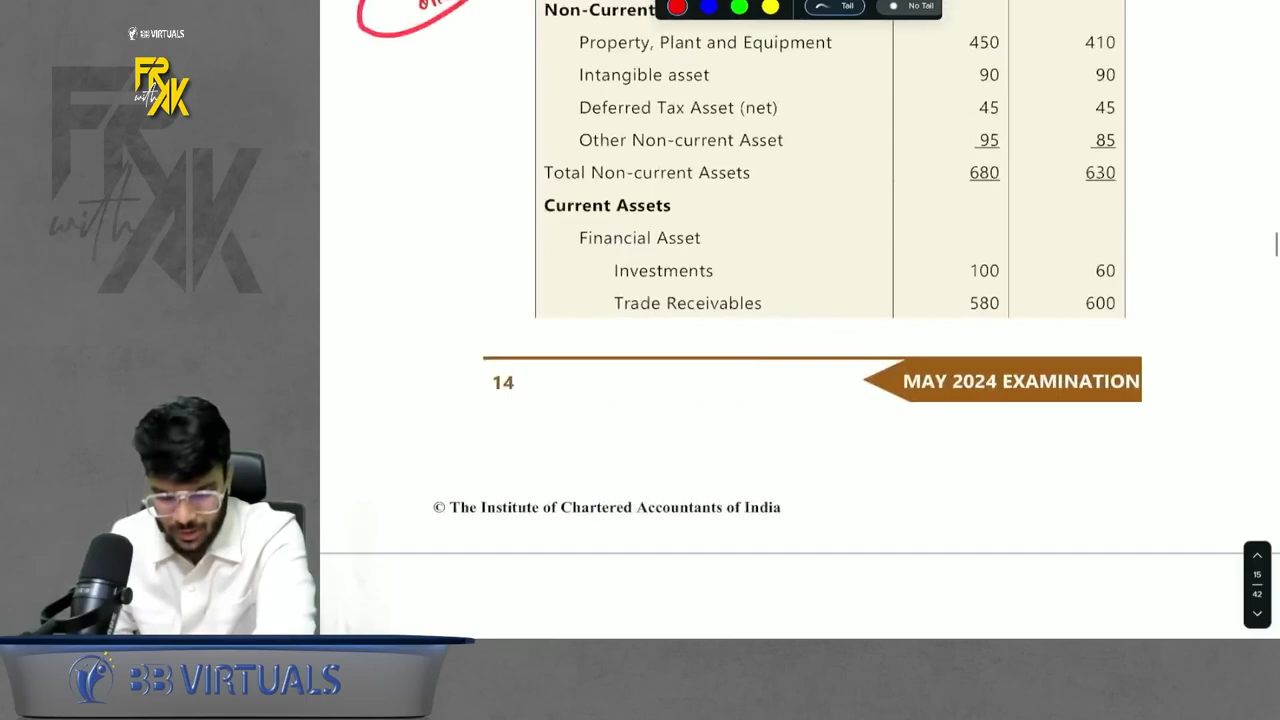 BB VIRTUALS
FR
with AK
FR
with AK
Non-Current
Tail
No Tail
Property, Plant and Equipment 450 410
Intangible asset 90 90
Deferred Tax Asset (net) 45 45
Other Non-current Asset 95 85
Total Non-current Assets 680 630
Current Assets
Financial Asset
Investments 100 60
Trade Receivables 580 600
14
MAY 2024 EXAMINATION
© The Institute of Chartered Accountants of India
15
42
BB VIRTUALS